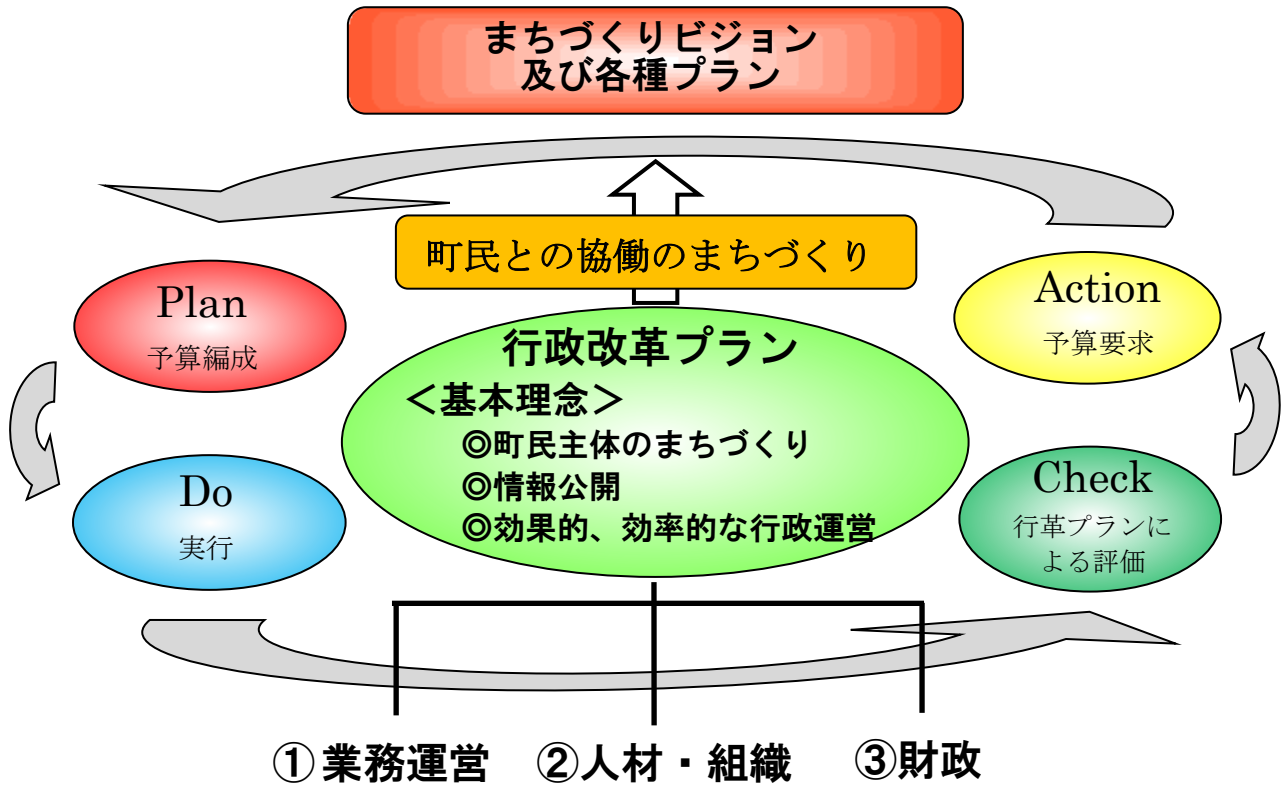 まちづくりビジョン
及び各種プラン
町民との協働のまちづくり
Plan
予算編成
Action
予算要求
行政改革プラン
＜基本理念＞
◎町民主体のまちづくり
◎情報公開
◎効果的、効率的な行政運営
Do
実行
Check
行革プランに
よる評価
①業務運営
②人材・組織
③財政